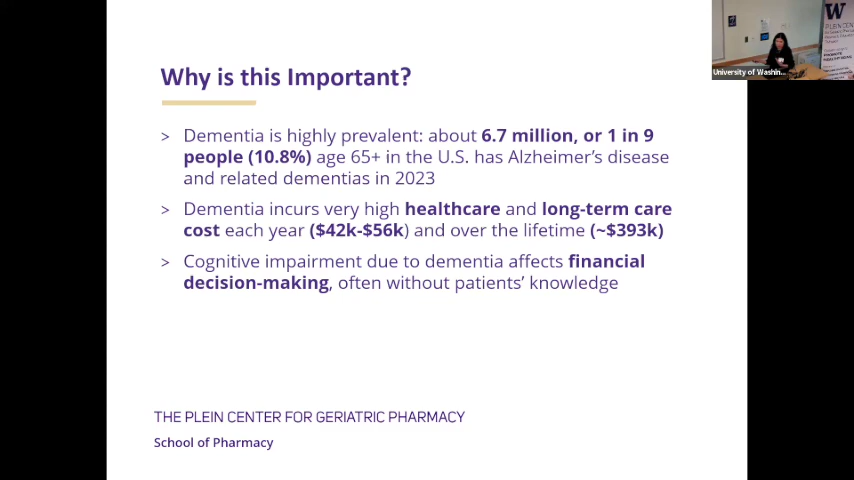 Why is this Important?
> Dementia is highly prevalent: about 6.7 million, or 1 in 9
people (10.8%) age 65+ in the U.S. has Alzheimer's disease
and related dementias in 2023
> Dementia incurs very high healthcare and long-term care
cost each year ($42k-$56k) and over the lifetime (~$393k)
> Cognitive impairment due to dementia affects financial
decision-making, often without patients' knowledge
THE PLEIN CENTER FOR GERIATRIC PHARMACY
School of Pharmacy
W
PLEIN CENTER
University of Washin...